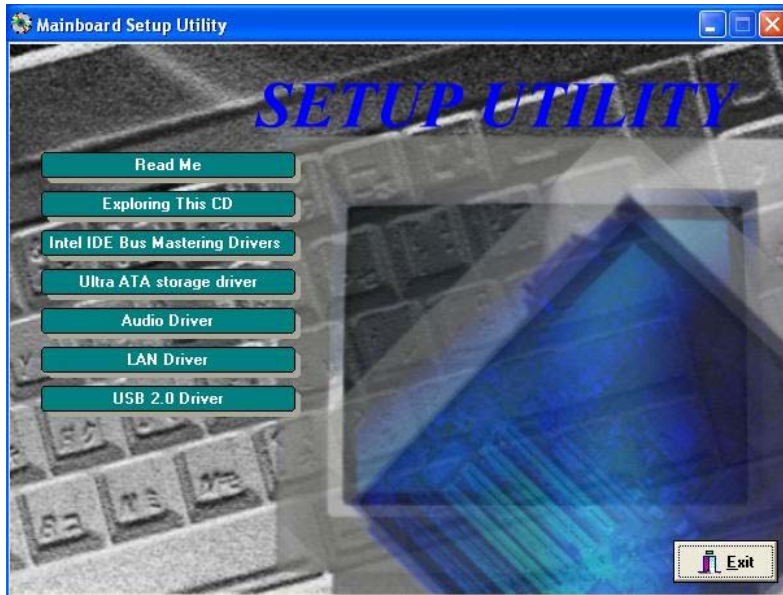 Mainboard Setup Utility
SETUP UTILITY
Read Me
Exploring This CD
Intel IDE Bus Mastering Drivers
Ultra ATA storage driver
Audio Driver
LAN Driver
USB 2.0 Driver
Exit